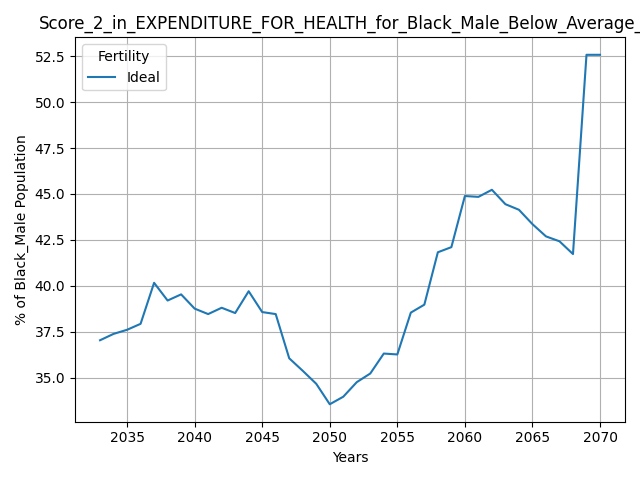 Score_2_in_EXPENDITURE_FOR_HEALTH_for_Black_Male_Below_Average_
Fertility
Ideal
52.5
50.0
47.5
45.0
42.5
40.0
37.5
35.0
% of Black_Male Population
2035 2040 2045 2050 2055 2060 2065 2070
Years